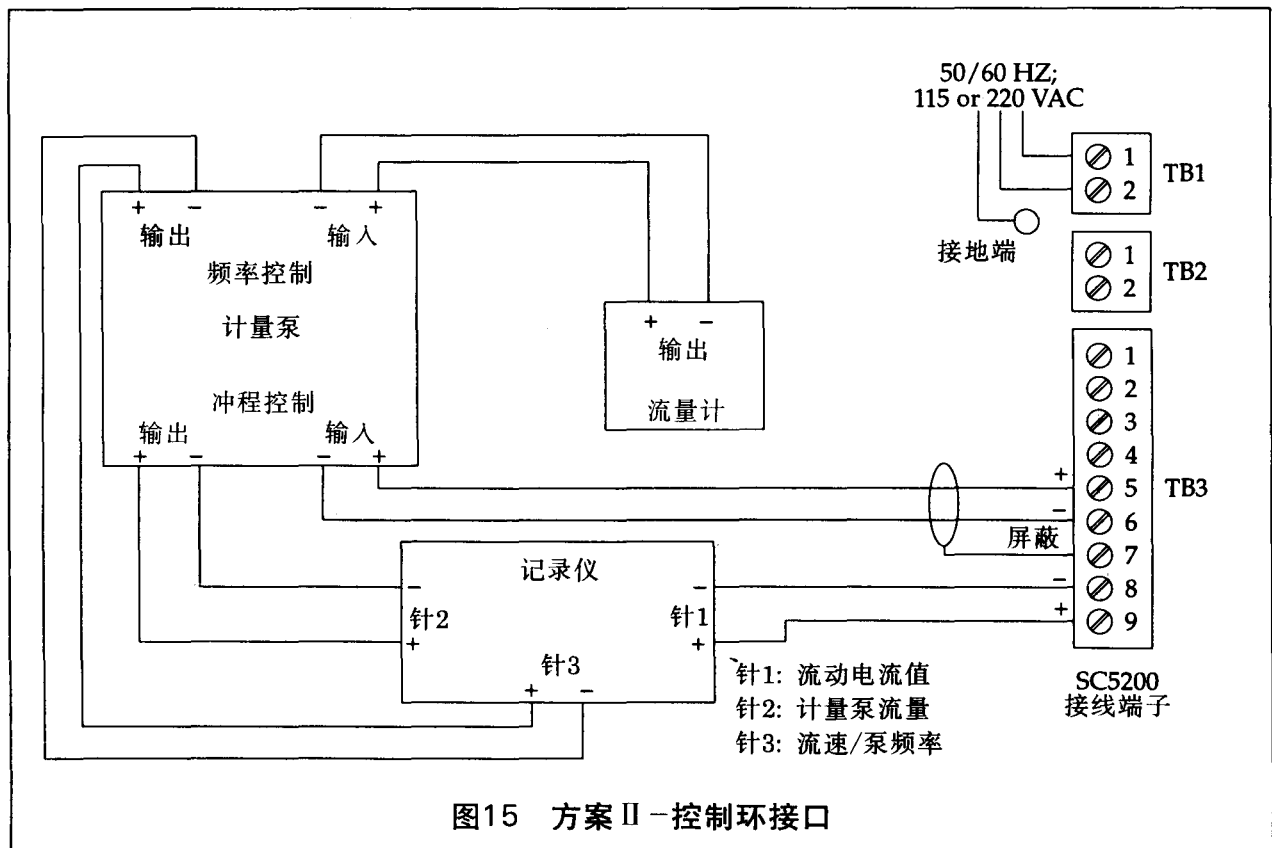 50/60 HZ;
115 or 220 VAC
1
2
TB1
接地端
1
2
TB2
+ − − +
输出 输入
频率控制
计量泵
冲程控制
输出 输入
+ − − +
+ −
输出
流量计
1
2
3
4
+ 5
− 6
屏蔽 7
− 8
+ 9
TB3
SC5200
接线端子
记录仪
− −
针2 针1
+ +
针3
+ −
针1: 流动电流值
针2: 计量泵流量
针3: 流速/泵频率
图15 方案Ⅱ-控制环接口